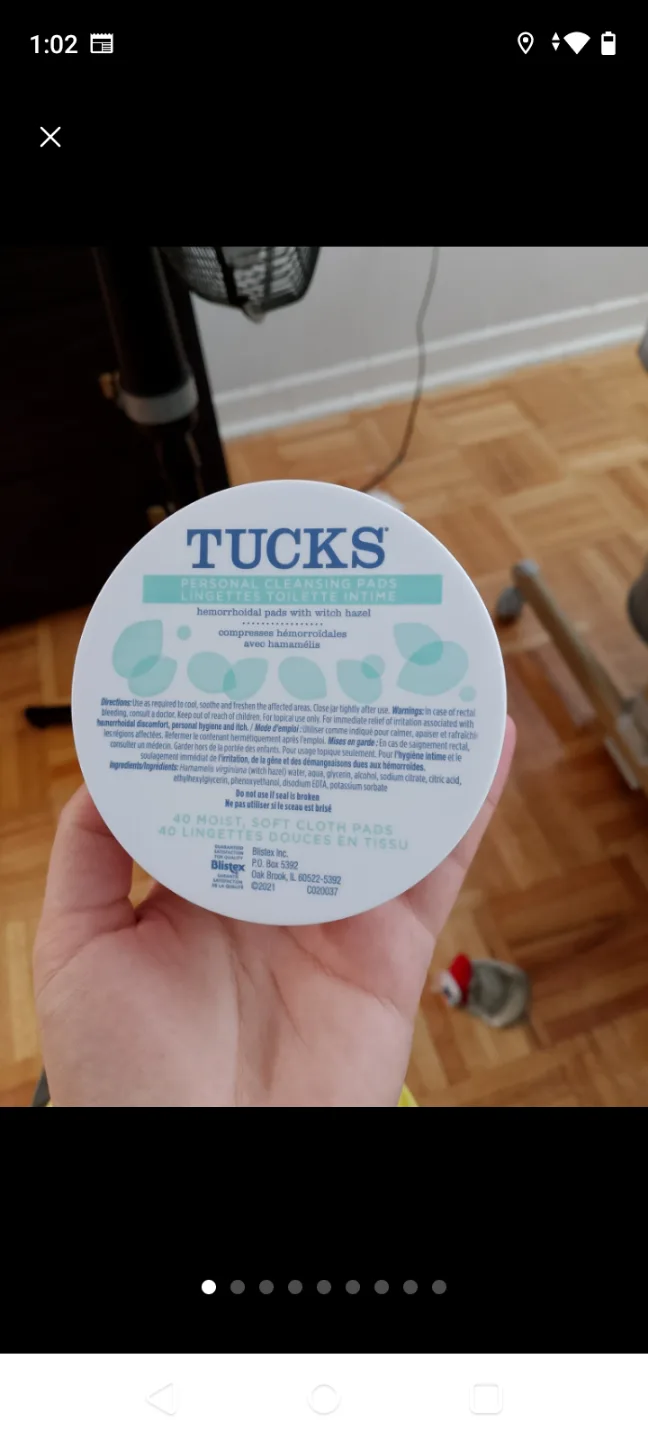 1:02
TUCKS
PERSONAL CLEANSING PADS
LINGETTES TOILETTE INTIME
hemorrhoidal pads with witch hazel
compresses hémorroïdales
avec hamamélis
Directions: Use as required to cool, soothe and freshen the affected areas. Close jar tightly after use. Warnings: In case of rectal
bleeding, consult a doctor. Keep out of reach of children. For topical use only. For immediate relief of irritation associated with
hemorrhoidal discomfort, personal hygiene and itch. / Mode d'emploi : Utiliser comme indiqué pour calmer, apaiser et rafraîchir
les régions affectées. Refermer le contenant hermétiquement après l'emploi. Mises en garde : En cas de saignement rectal,
consulter un médecin. Garder hors de la portée des enfants. Pour usage topique seulement. Pour l'hygiène intime et le
soulagement immédiat de l'irritation, de la gêne et des démangeaisons dues aux hémorroïdes.
Ingredients/Ingrédients: Hamamelis virginiana (witch hazel) water, aqua, glycerin, alcohol, sodium citrate, citric acid,
ethylhexylglycerin, phenoxyethanol, disodium EDTA, potassium sorbate
Do not use if seal is broken
Ne pas utiliser si le sceau est brisé
40 MOIST, SOFT CLOTH PADS
40 LINGETTES DOUCES EN TISSU
GUARANTEED
SATISFACTION
FOR QUALITY
Blistex
GARANTIE
SATISFACTION
DE LA QUALITÉ
Blistex Inc.
P.O. Box 5392
Oak Brook, IL 60522-5392
©2021 C020037